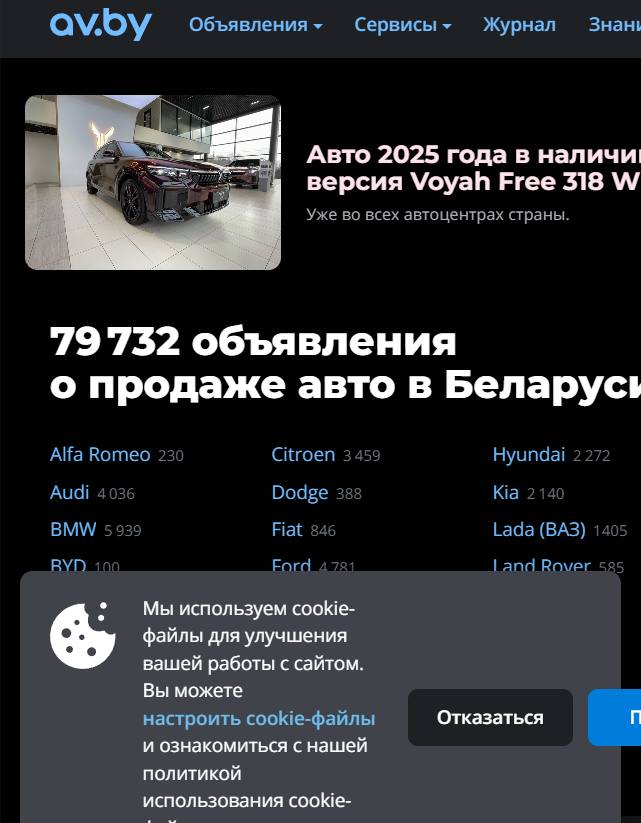 av.by Объявления Сервисы Журнал
Авто 2025 года в
версия Voyah Free 318
Уже во всех автоцентрах страны.
79 732 объявления
о продаже авто в Беларуси
Alfa Romeo 230 Citroen 3 459 Hyundai 2 272
Audi 4 036 Dodge 388 Kia 2 140
BMW 5 939 Fiat 846 Lada (ВАЗ) 1405
BYD 100 Ford 4 781 Land Rover 585
Мы используем cookie-
файлы для улучшения
вашей работы с сайтом.
Вы можете
настроить cookie-файлы
и ознакомиться с нашей
политикой
использования cookie-
Отказаться